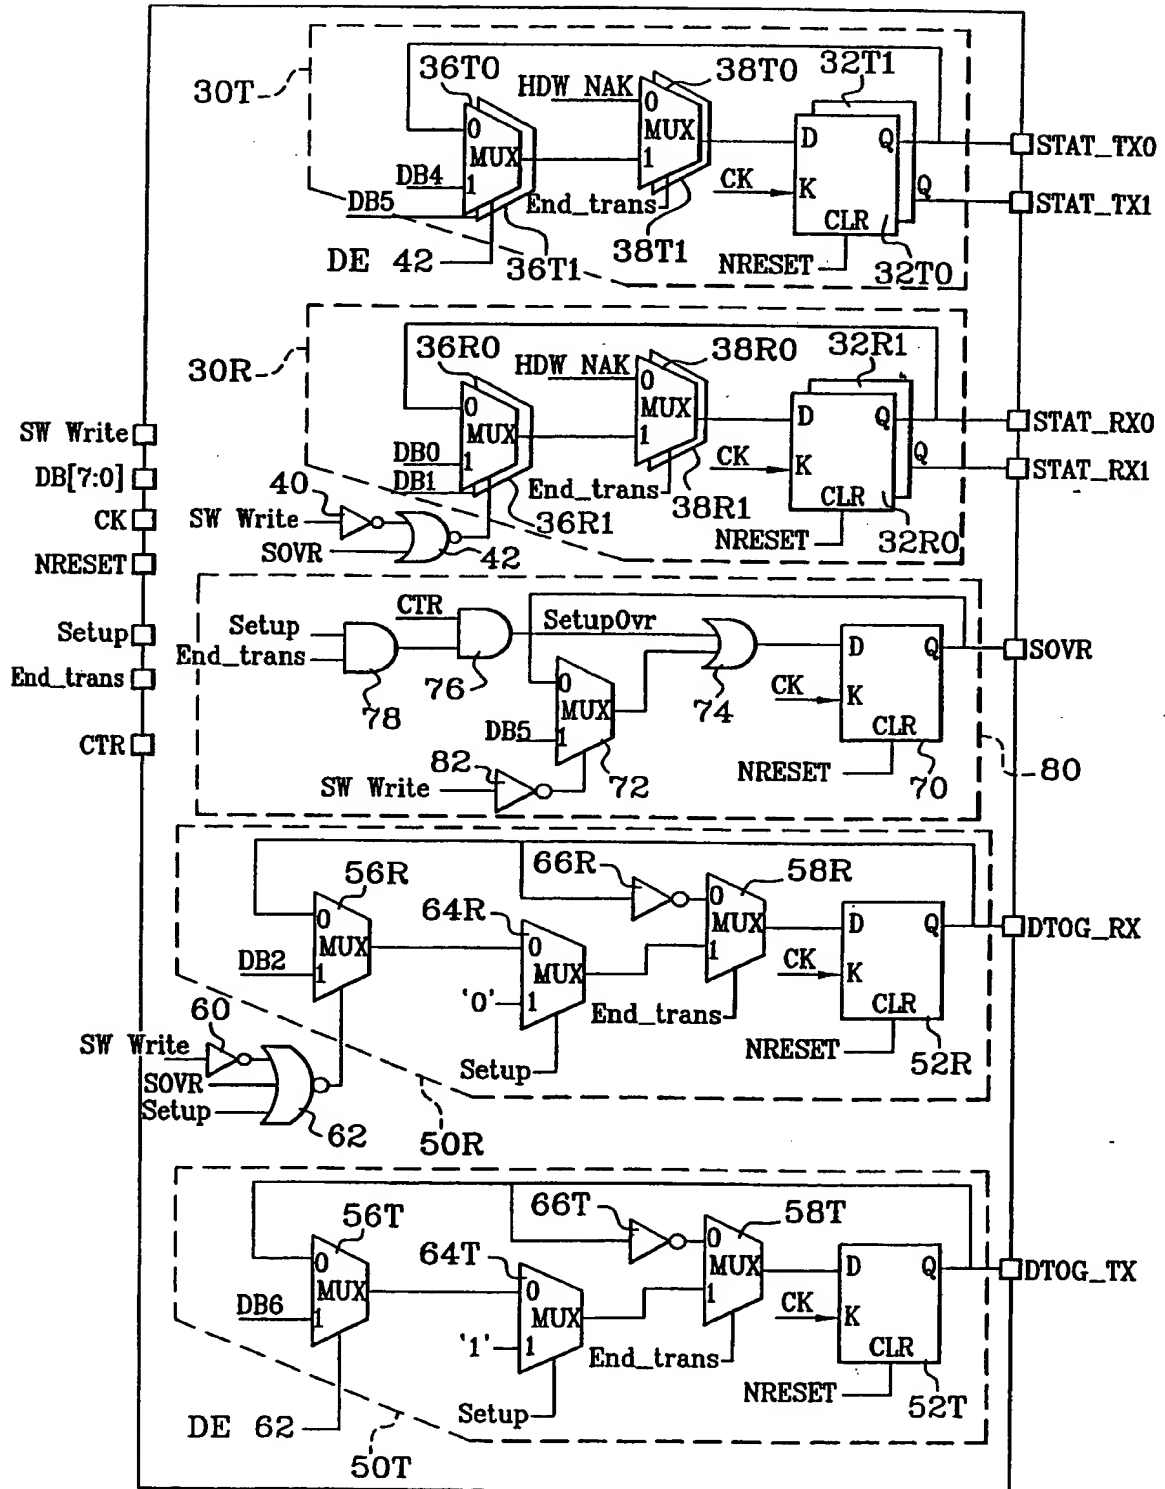 30T
36T0
HDW_NAK
38T0
32T1
0
MUX
1
DB4
DB5
0
MUX
1
End_trans
CK
D
Q
K
CLR
Q
STAT_TX0
STAT_TX1
DE 42
36T1
38T1
NRESET
32T0
30R
36R0
HDW_NAK
38R0
32R1
0
MUX
1
DB0
DB1
0
MUX
1
End_trans
CK
D
Q
K
CLR
Q
STAT_RX0
STAT_RX1
40
SW Write
SOVR
42
36R1
38R1
NRESET
32R0
SW Write
DB[7:0]
CK
NRESET
Setup
End_trans
CTR
Setup
End_trans
78
CTR
76
SetupOvr
0
MUX
1
DB5
72
82
SW Write
74
CK
D
Q
K
CLR
NRESET
70
80
SOVR
56R
0
MUX
1
DB2
64R
0
MUX
1
'0'
66R
58R
0
MUX
1
End_trans
Setup
CK
D
Q
K
CLR
NRESET
52R
DTOG_RX
60
SW Write
SOVR
Setup
62
50R
56T
0
MUX
1
DB6
64T
0
MUX
1
'1'
66T
58T
0
MUX
1
End_trans
Setup
CK
D
Q
K
CLR
NRESET
52T
DTOG_TX
DE 62
50T